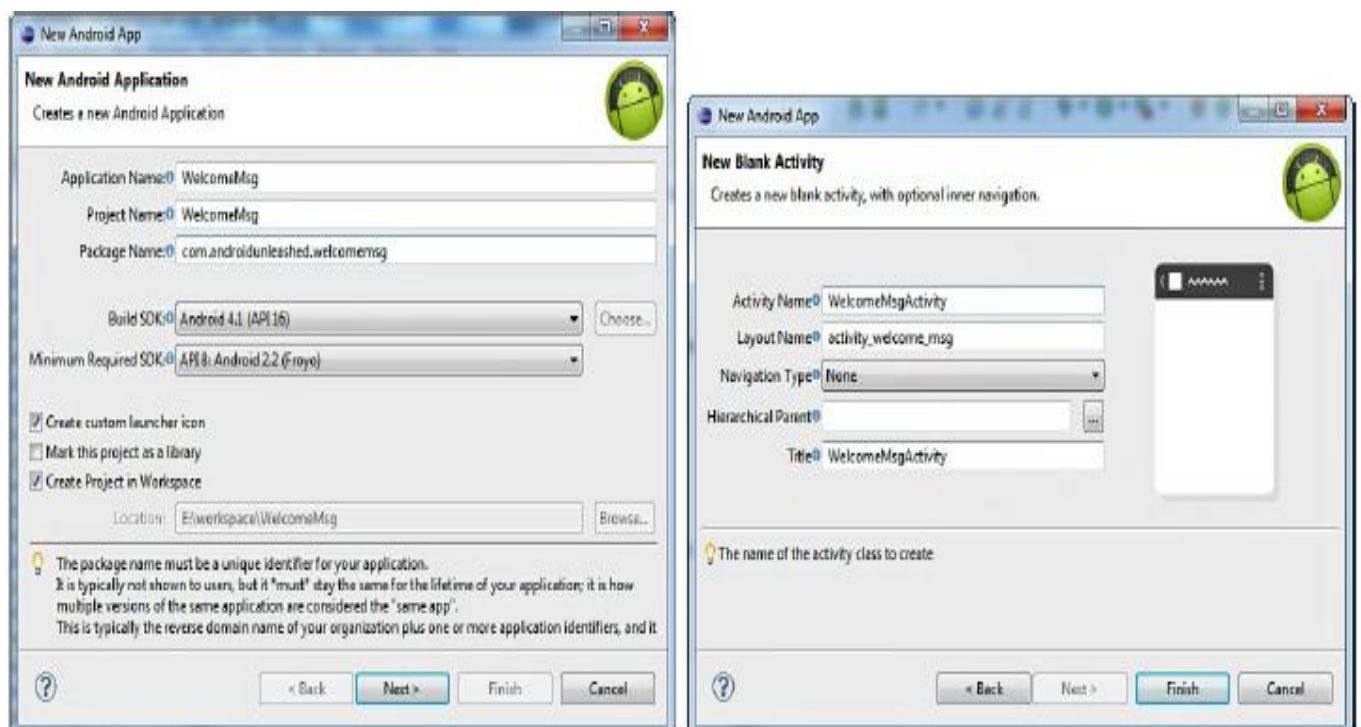 New Android App
New Android Application
Creates a new Android Application
Application Name: WelcomeMsg
Project Name: WelcomeMsg
Package Name: com.androidunleashed.welcomemsg
Build SDK: Android 4.1 (API 16) Choose...
Minimum Required SDK: API 8: Android 2.2 (Froyo)
Create custom launcher icon
Mark this project as a library
Create Project in Workspace
Location: E:\workspace\WelcomeMsg Browse...
The package name must be a unique identifier for your application.
It is typically not shown to users, but it *must* stay the same for the lifetime of your application; it is how
multiple versions of the same application are considered the "same app".
This is typically the reverse domain name of your organization plus one or more application identifiers, and it
? < Back Next > Finish Cancel
New Android App
New Blank Activity
Creates a new blank activity, with optional inner navigation.
Activity Name WelcomeMsgActivity
Layout Name activity_welcome_msg
Navigation Type None
Hierarchical Parent ...
Title WelcomeMsgActivity
The name of the activity class to create
? < Back Next > Finish Cancel